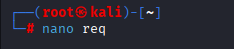 ┌──(root㉿kali)-[~]
└─# nano req